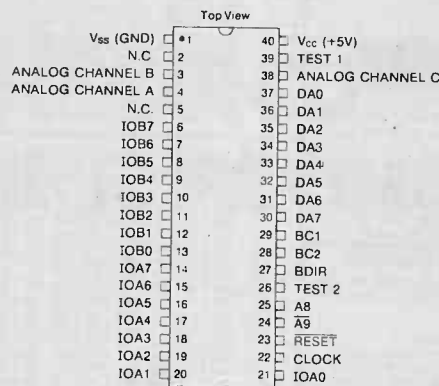 Top View
Vss (GND) *1 40 Vcc (+5V)
N.C 2 39 TEST 1
ANALOG CHANNEL B 3 38 ANALOG CHANNEL C
ANALOG CHANNEL A 4 37 DA0
N.C. 5 36 DA1
IOB7 6 35 DA2
IOB6 7 34 DA3
IOB5 8 33 DA4
IOB4 9 32 DA5
IOB3 10 31 DA6
IOB2 11 30 DA7
IOB1 12 29 BC1
IOB0 13 28 BC2
IOA7 14 27 BDIR
IOA6 15 26 TEST 2
IOA5 16 25 A8
IOA4 17 24 A̅9̅
IOA3 18 23 R̅E̅S̅E̅T̅
IOA2 19 22 CLOCK
IOA1 20 21 IOA0